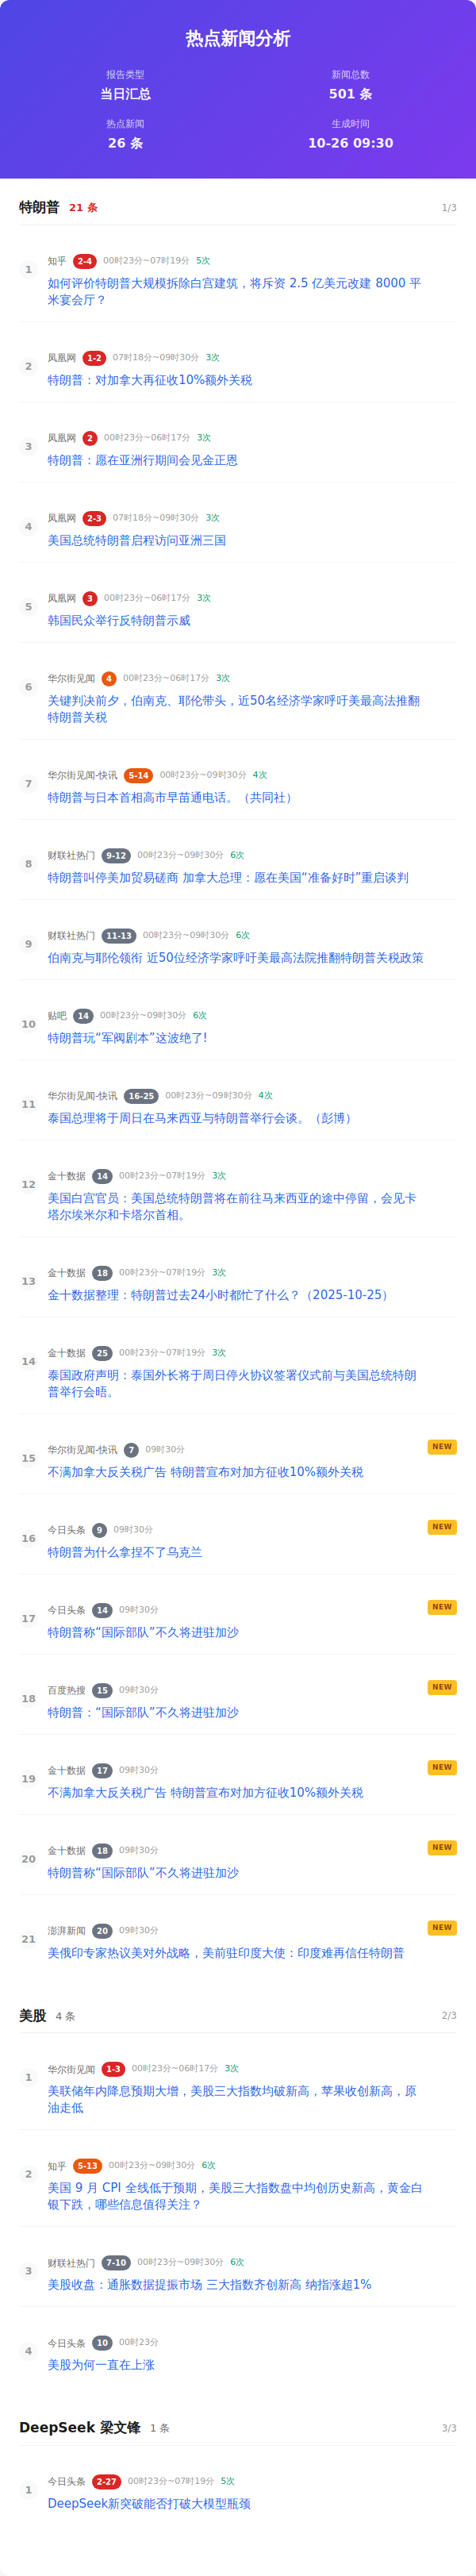 热点新闻分析
报告类型
当日汇总
新闻总数
501 条
热点新闻
26 条
生成时间
10-26 09:30
特朗普 21 条 1/3
1 知乎 2-4 00时23分~07时19分 5次
如何评价特朗普大规模拆除白宫建筑，将斥资 2.5 亿美元改建 8000 平
米宴会厅？
2 凤凰网 1-2 07时18分~09时30分 3次
特朗普：对加拿大再征收10%额外关税
3 凤凰网 2 00时23分~06时17分 3次
特朗普：愿在亚洲行期间会见金正恩
4 凤凰网 2-3 07时18分~09时30分 3次
美国总统特朗普启程访问亚洲三国
5 凤凰网 3 00时23分~06时17分 3次
韩国民众举行反特朗普示威
6 华尔街见闻 4 00时23分~06时17分 3次
关键判决前夕，伯南克、耶伦带头，近50名经济学家呼吁美最高法推翻
特朗普关税
7 华尔街见闻-快讯 5-14 00时23分~09时30分 4次
特朗普与日本首相高市早苗通电话。（共同社）
8 财联社热门 9-12 00时23分~09时30分 6次
特朗普叫停美加贸易磋商 加拿大总理：愿在美国“准备好时”重启谈判
9 财联社热门 11-13 00时23分~09时30分 6次
伯南克与耶伦领衔 近50位经济学家呼吁美最高法院推翻特朗普关税政策
10 贴吧 14 00时23分~09时30分 6次
特朗普玩“军阀剧本”这波绝了!
11 华尔街见闻-快讯 16-25 00时23分~09时30分 4次
泰国总理将于周日在马来西亚与特朗普举行会谈。（彭博）
12 金十数据 14 00时23分~07时19分 3次
美国白宫官员：美国总统特朗普将在前往马来西亚的途中停留，会见卡
塔尔埃米尔和卡塔尔首相。
13 金十数据 18 00时23分~07时19分 3次
金十数据整理：特朗普过去24小时都忙了什么？（2025-10-25）
14 金十数据 25 00时23分~07时19分 3次
泰国政府声明：泰国外长将于周日停火协议签署仪式前与美国总统特朗
普举行会晤。
15 华尔街见闻-快讯 7 09时30分 NEW
不满加拿大反关税广告 特朗普宣布对加方征收10%额外关税
16 今日头条 9 09时30分 NEW
特朗普为什么拿捏不了乌克兰
17 今日头条 14 09时30分 NEW
特朗普称“国际部队”不久将进驻加沙
18 百度热搜 15 09时30分 NEW
特朗普：“国际部队”不久将进驻加沙
19 金十数据 17 09时30分 NEW
不满加拿大反关税广告 特朗普宣布对加方征收10%额外关税
20 金十数据 18 09时30分 NEW
特朗普称“国际部队”不久将进驻加沙
21 澎湃新闻 20 09时30分 NEW
美俄印专家热议美对外战略，美前驻印度大使：印度难再信任特朗普
美股 4 条 2/3
1 华尔街见闻 1-3 00时23分~06时17分 3次
美联储年内降息预期大增，美股三大指数均破新高，苹果收创新高，原
油走低
2 知乎 5-13 00时23分~09时30分 6次
美国 9 月 CPI 全线低于预期，美股三大指数盘中均创历史新高，黄金白
银下跌，哪些信息值得关注？
3 财联社热门 7-10 00时23分~09时30分 6次
美股收盘：通胀数据提振市场 三大指数齐创新高 纳指涨超1%
4 今日头条 10 00时23分
美股为何一直在上涨
DeepSeek 梁文锋 1 条 3/3
1 今日头条 2-27 00时23分~07时19分 5次
DeepSeek新突破能否打破大模型瓶颈